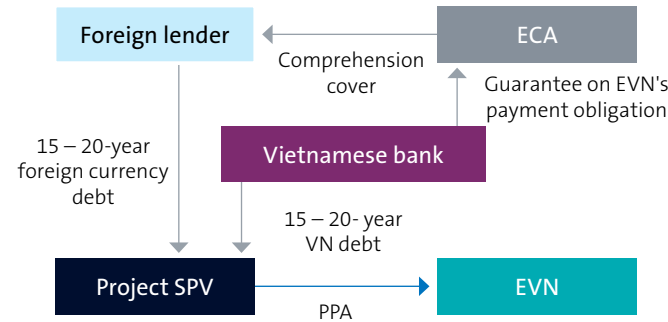 Foreign lender
ECA
Comprehension
cover
Guarantee on EVN's
payment obligation
15 – 20-year
foreign currency
debt
Vietnamese bank
15 – 20- year
VN debt
Project SPV
EVN
PPA